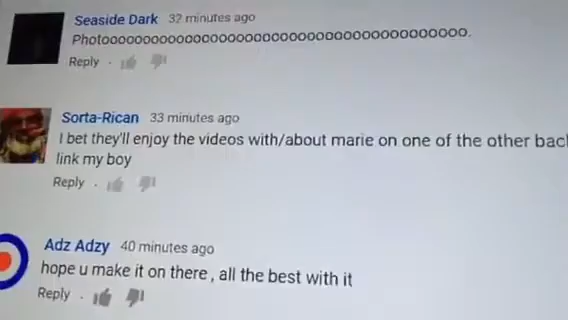 Seaside Dark 32 minutes ago
Photooooooooooooooooooooooooooooooooooooooooo.
Reply ·
Sorta-Rican 33 minutes ago
I bet they'll enjoy the videos with/about marie on one of the other bac
link my boy
Reply ·
Adz Adzy 40 minutes ago
hope u make it on there , all the best with it
Reply ·